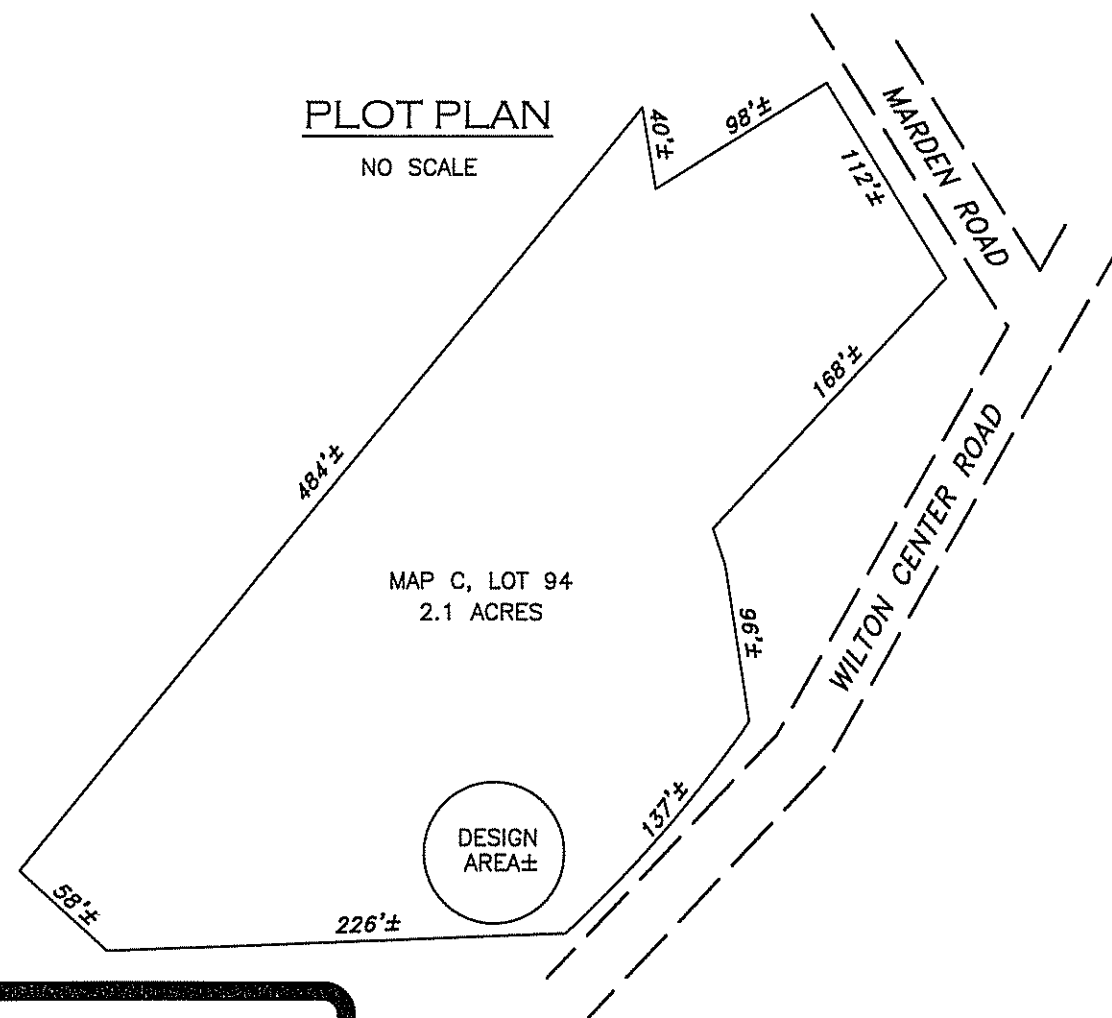 PLOT PLAN
NO SCALE
40'±
98'±
112'±
MARDEN ROAD
168'±
484'±
MAP C, LOT 94
2.1 ACRES
96'±
WILTON CENTER ROAD
137'±
DESIGN
AREA±
58'±
226'±